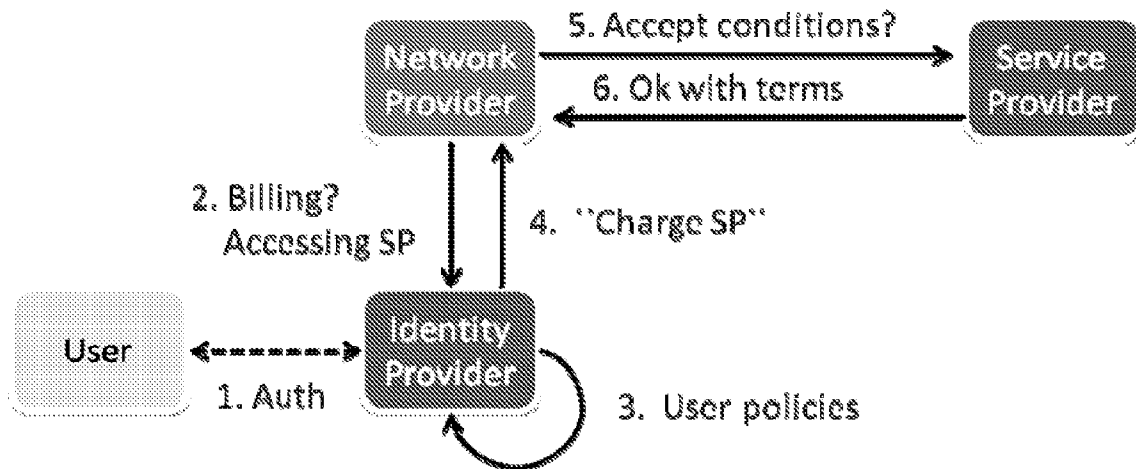 5. Accept conditions?
Network
Provider
Service
Provider
6. Ok with terms
2. Billing?
Accessing SP
4. ``Charge SP``
User
Identity
Provider
1. Auth
3. User policies